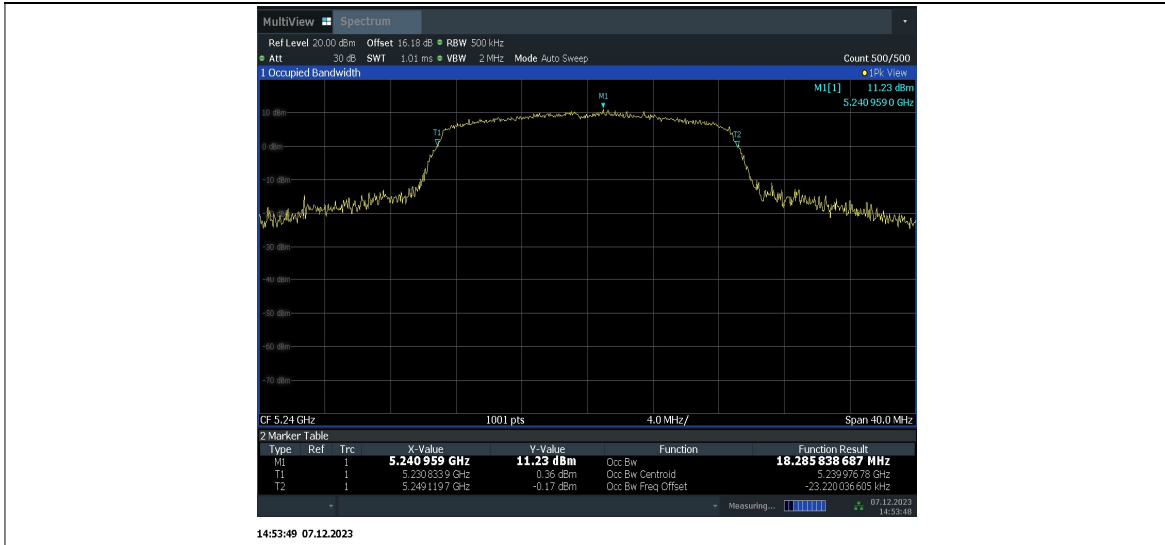 MultiView Spectrum
Ref Level 20.00 dBm Offset 16.18 dB RBW 500 kHz
Att 30 dB SWT 1.01 ms VBW 2 MHz Mode Auto Sweep Count 500/500
1 Occupied Bandwidth 1Pk View
M1[1] 11.23 dBm
5.240 959 0 GHz
M1
10 dBm
T1
T2
0 dBm
-10 dBm
-30 dBm
-40 dBm
-50 dBm
-60 dBm
-70 dBm
CF 5.24 GHz 1001 pts 4.0 MHz/ Span 40.0 MHz
2 Marker Table
Type Ref Trc X-Value Y-Value Function Function Result
M1 1 5.240 959 GHz 11.23 dBm Occ Bw 18.285 838 687 MHz
T1 1 5.230 833 9 GHz 0.36 dBm Occ Bw Centroid 5.239 976 78 GHz
T2 1 5.249 119 7 GHz -0.17 dBm Occ Bw Freq Offset -23.220 036 605 kHz
Measuring... 07.12.2023
14:53:48
14:53:49 07.12.2023